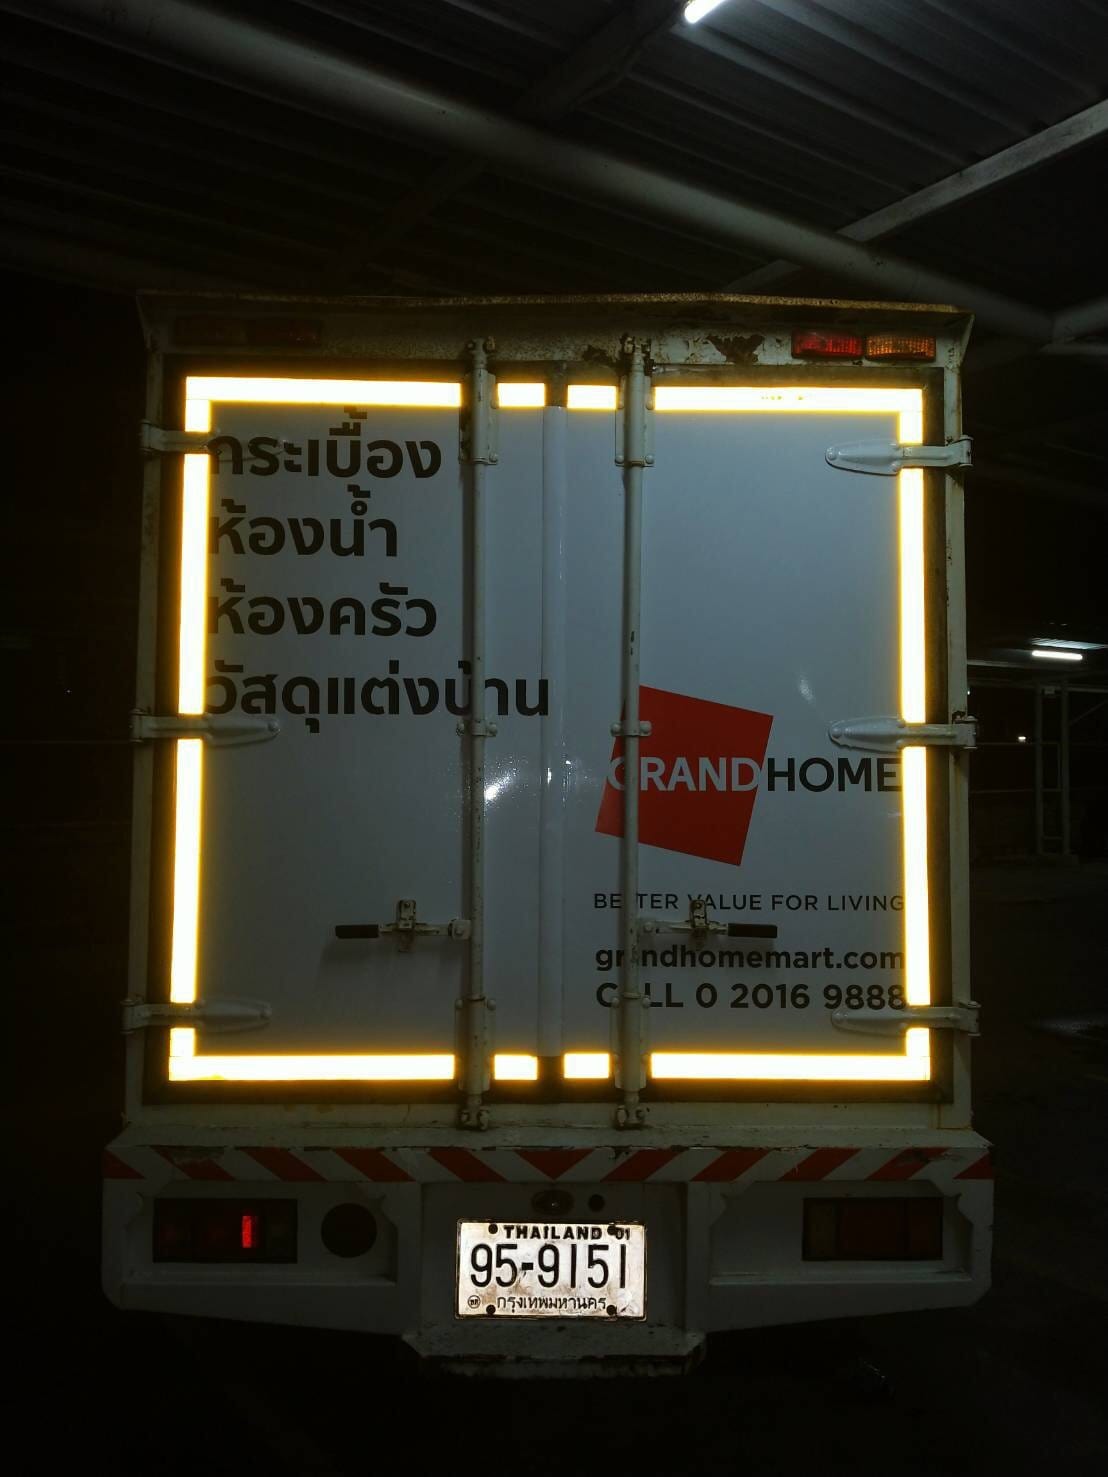 กระเบื้อง
ห้องน้ำ
ห้องครัว
วัสดุแต่งบ้าน
GRANDHOME
BETTER VALUE FOR LIVING
grandhomemart.com
CALL 0 2016 9888
THAILAND 01
95-9151
กรุงเทพมหานคร